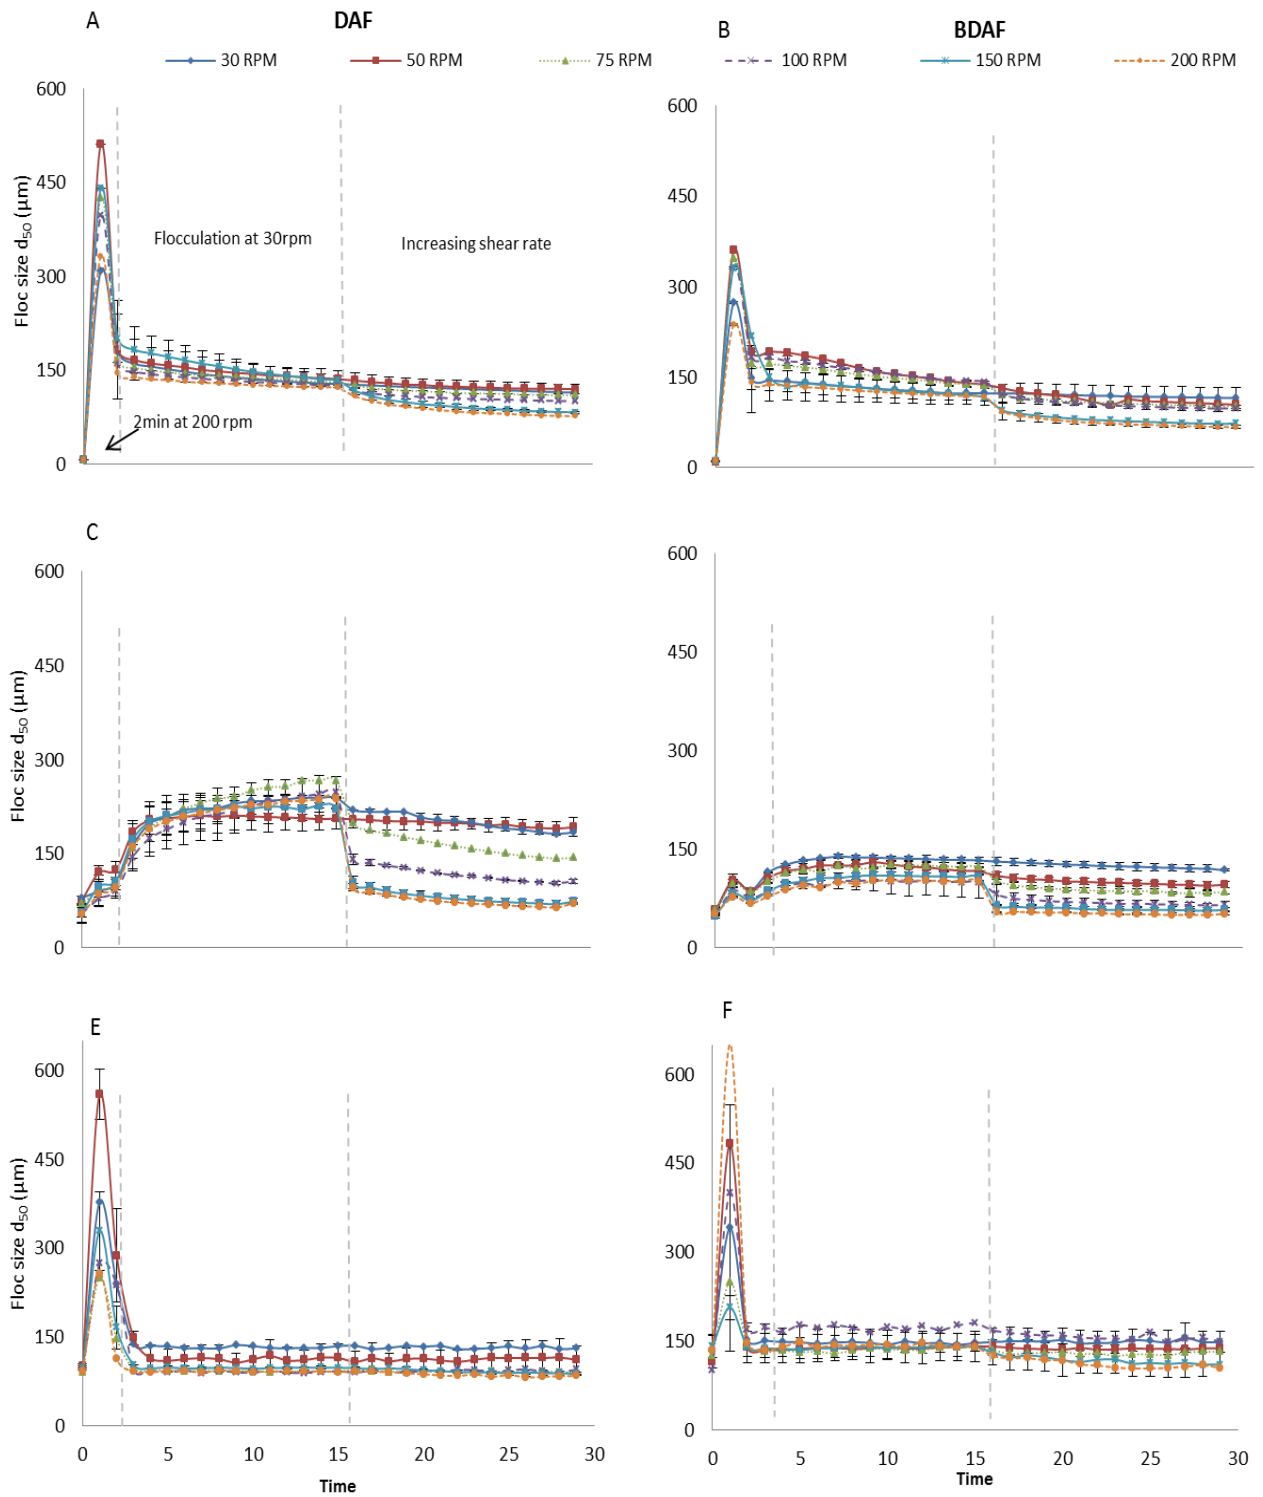 A
DAF
B
BDAF
30 RPM
50 RPM
75 RPM
100 RPM
150 RPM
200 RPM
600
450
300
150
0
Floc size d50 (µm)
Flocculation at 30rpm
Increasing shear rate
2min at 200 rpm
600
450
300
150
0
C
600
450
300
150
0
Floc size d50 (µm)
600
450
300
150
0
E
600
450
300
150
0
Floc size d50 (µm)
0 5 10 15 20 25 30
Time
F
600
450
300
150
0
0 5 10 15 20 25 30
Time